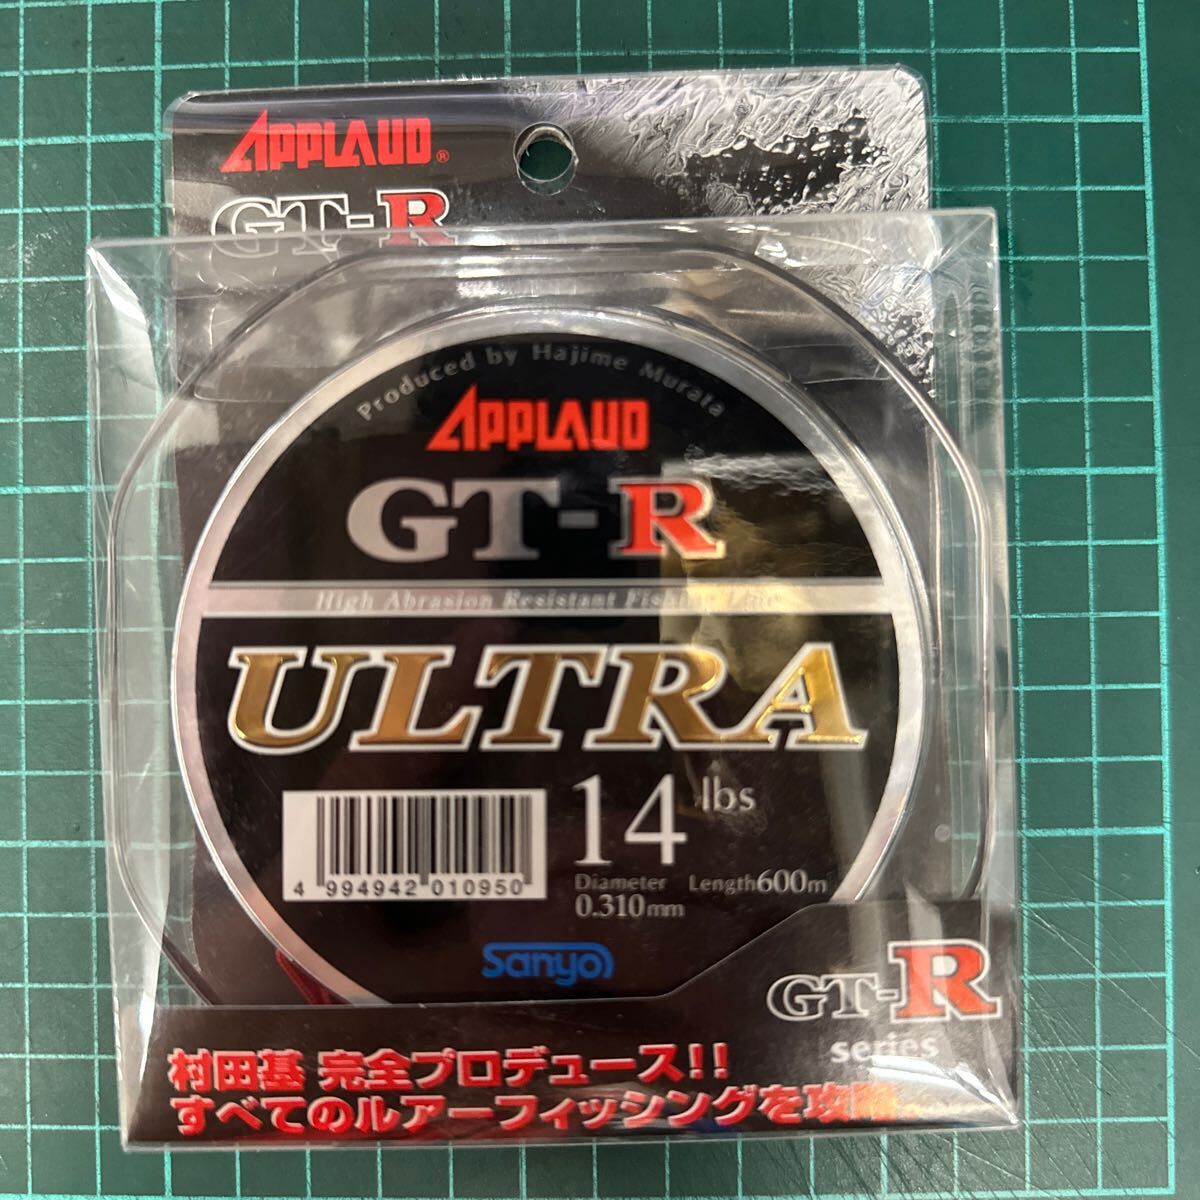 APPLAUD®
GT-R
Produced by Hajime Murata
APPLAUD
GT-R
High Abrasion Resistant Fishing Line
ULTRA
14 lbs
Diameter 0.310mm
Length 600m
4 994942 010950
Sanyo
GT-R
series
村田基 完全プロデュース!!
すべてのルアーフィッシングを攻略